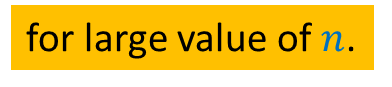 for large value of n.